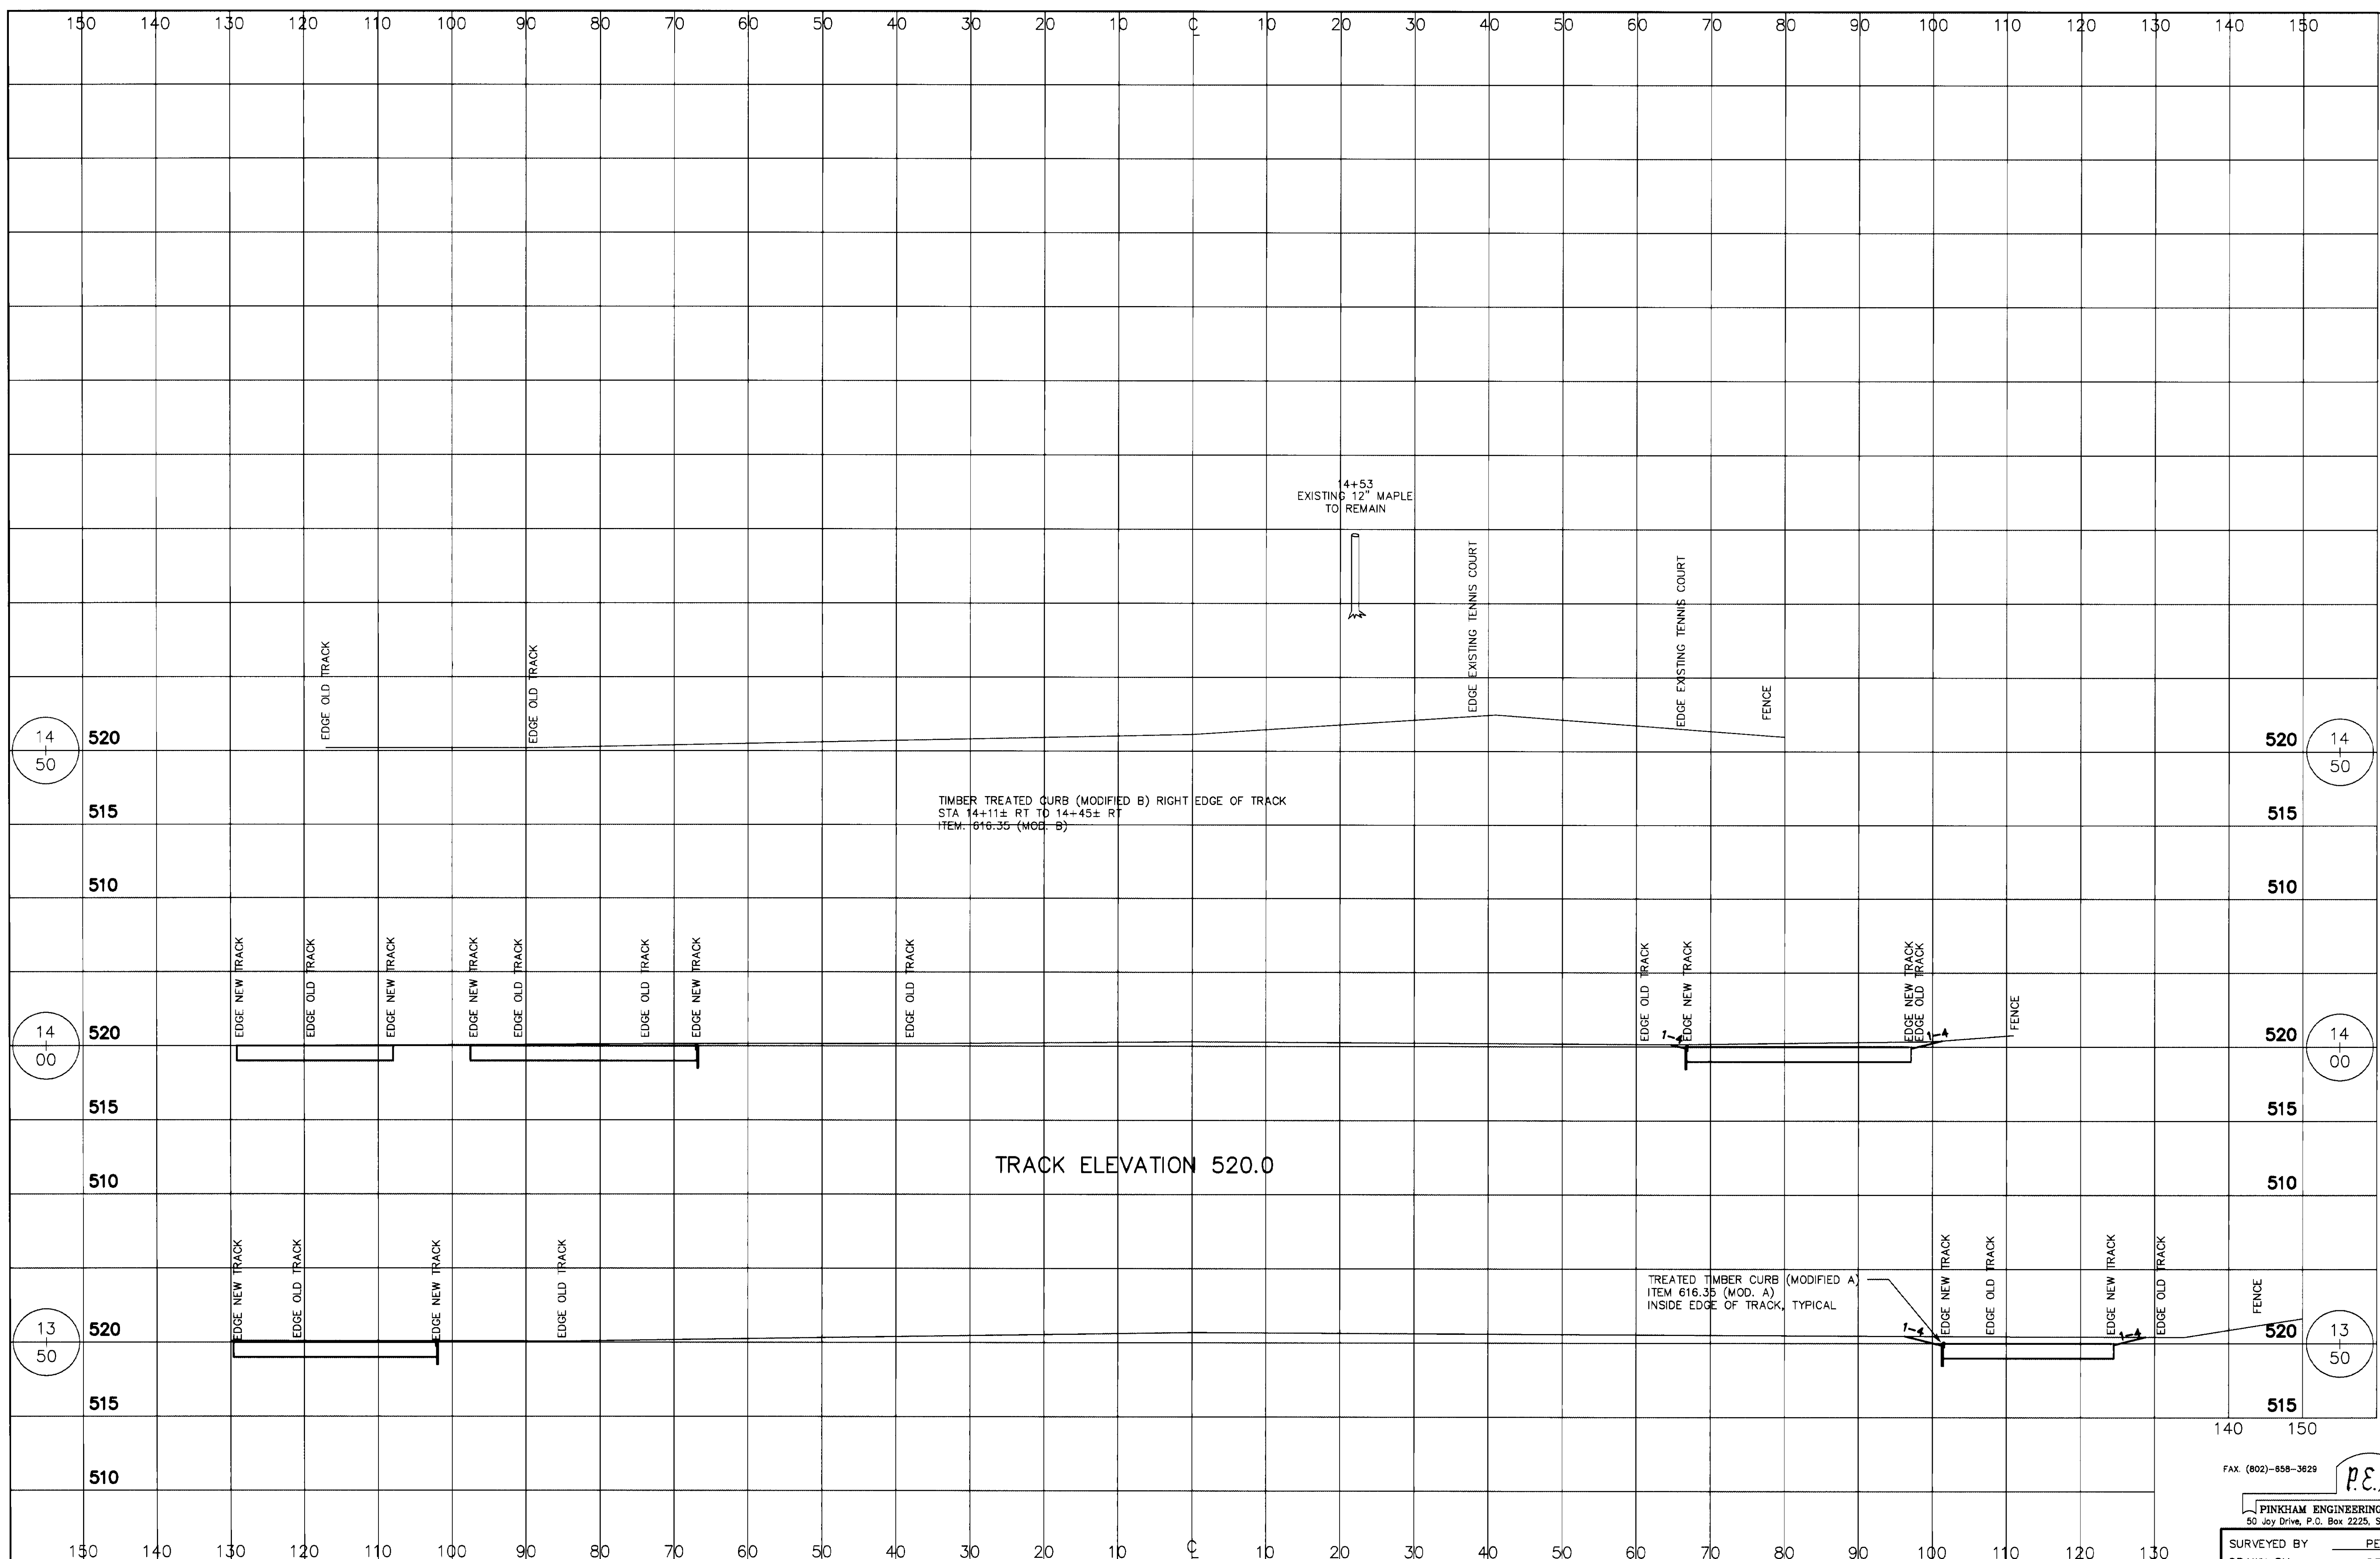 150 140 130 120 110 100 90 80 70 60 50 40 30 20 10 ℄ 10 20 30 40 50 60 70 80 90 100 110 120 130 140 150
14+53
EXISTING 12" MAPLE
TO REMAIN
EDGE OLD TRACK
EDGE OLD TRACK
EDGE EXISTING TENNIS COURT
EDGE EXISTING TENNIS COURT
FENCE
14
50
520
520
14
50
TIMBER TREATED CURB (MODIFIED B) RIGHT EDGE OF TRACK
STA 14+11± RT TO 14+45± RT
ITEM. 616.35 (MOD. B)
515
515
510
510
EDGE NEW TRACK
EDGE OLD TRACK
EDGE NEW TRACK
EDGE NEW TRACK
EDGE OLD TRACK
EDGE OLD TRACK
EDGE NEW TRACK
EDGE OLD TRACK
EDGE OLD TRACK
EDGE NEW TRACK
EDGE NEW TRACK
EDGE OLD TRACK
FENCE
1-4
1-4
14
00
520
520
14
00
515
515
TRACK ELEVATION 520.0
510
510
EDGE NEW TRACK
EDGE OLD TRACK
EDGE NEW TRACK
EDGE OLD TRACK
TREATED TIMBER CURB (MODIFIED A)
ITEM 616.35 (MOD. A)
INSIDE EDGE OF TRACK, TYPICAL
EDGE NEW TRACK
EDGE OLD TRACK
EDGE NEW TRACK
EDGE OLD TRACK
FENCE
1-4
1-4
13
50
520
520
13
50
515
515
140 150
510
FAX. (802)-658-3629
P.E.
PINKHAM ENGINEERING
50 Joy Drive, P.O. Box 2225, S
SURVEYED BY PE
150 140 130 120 110 100 90 80 70 60 50 40 30 20 10 ℄ 10 20 30 40 50 60 70 80 90 100 110 120 130